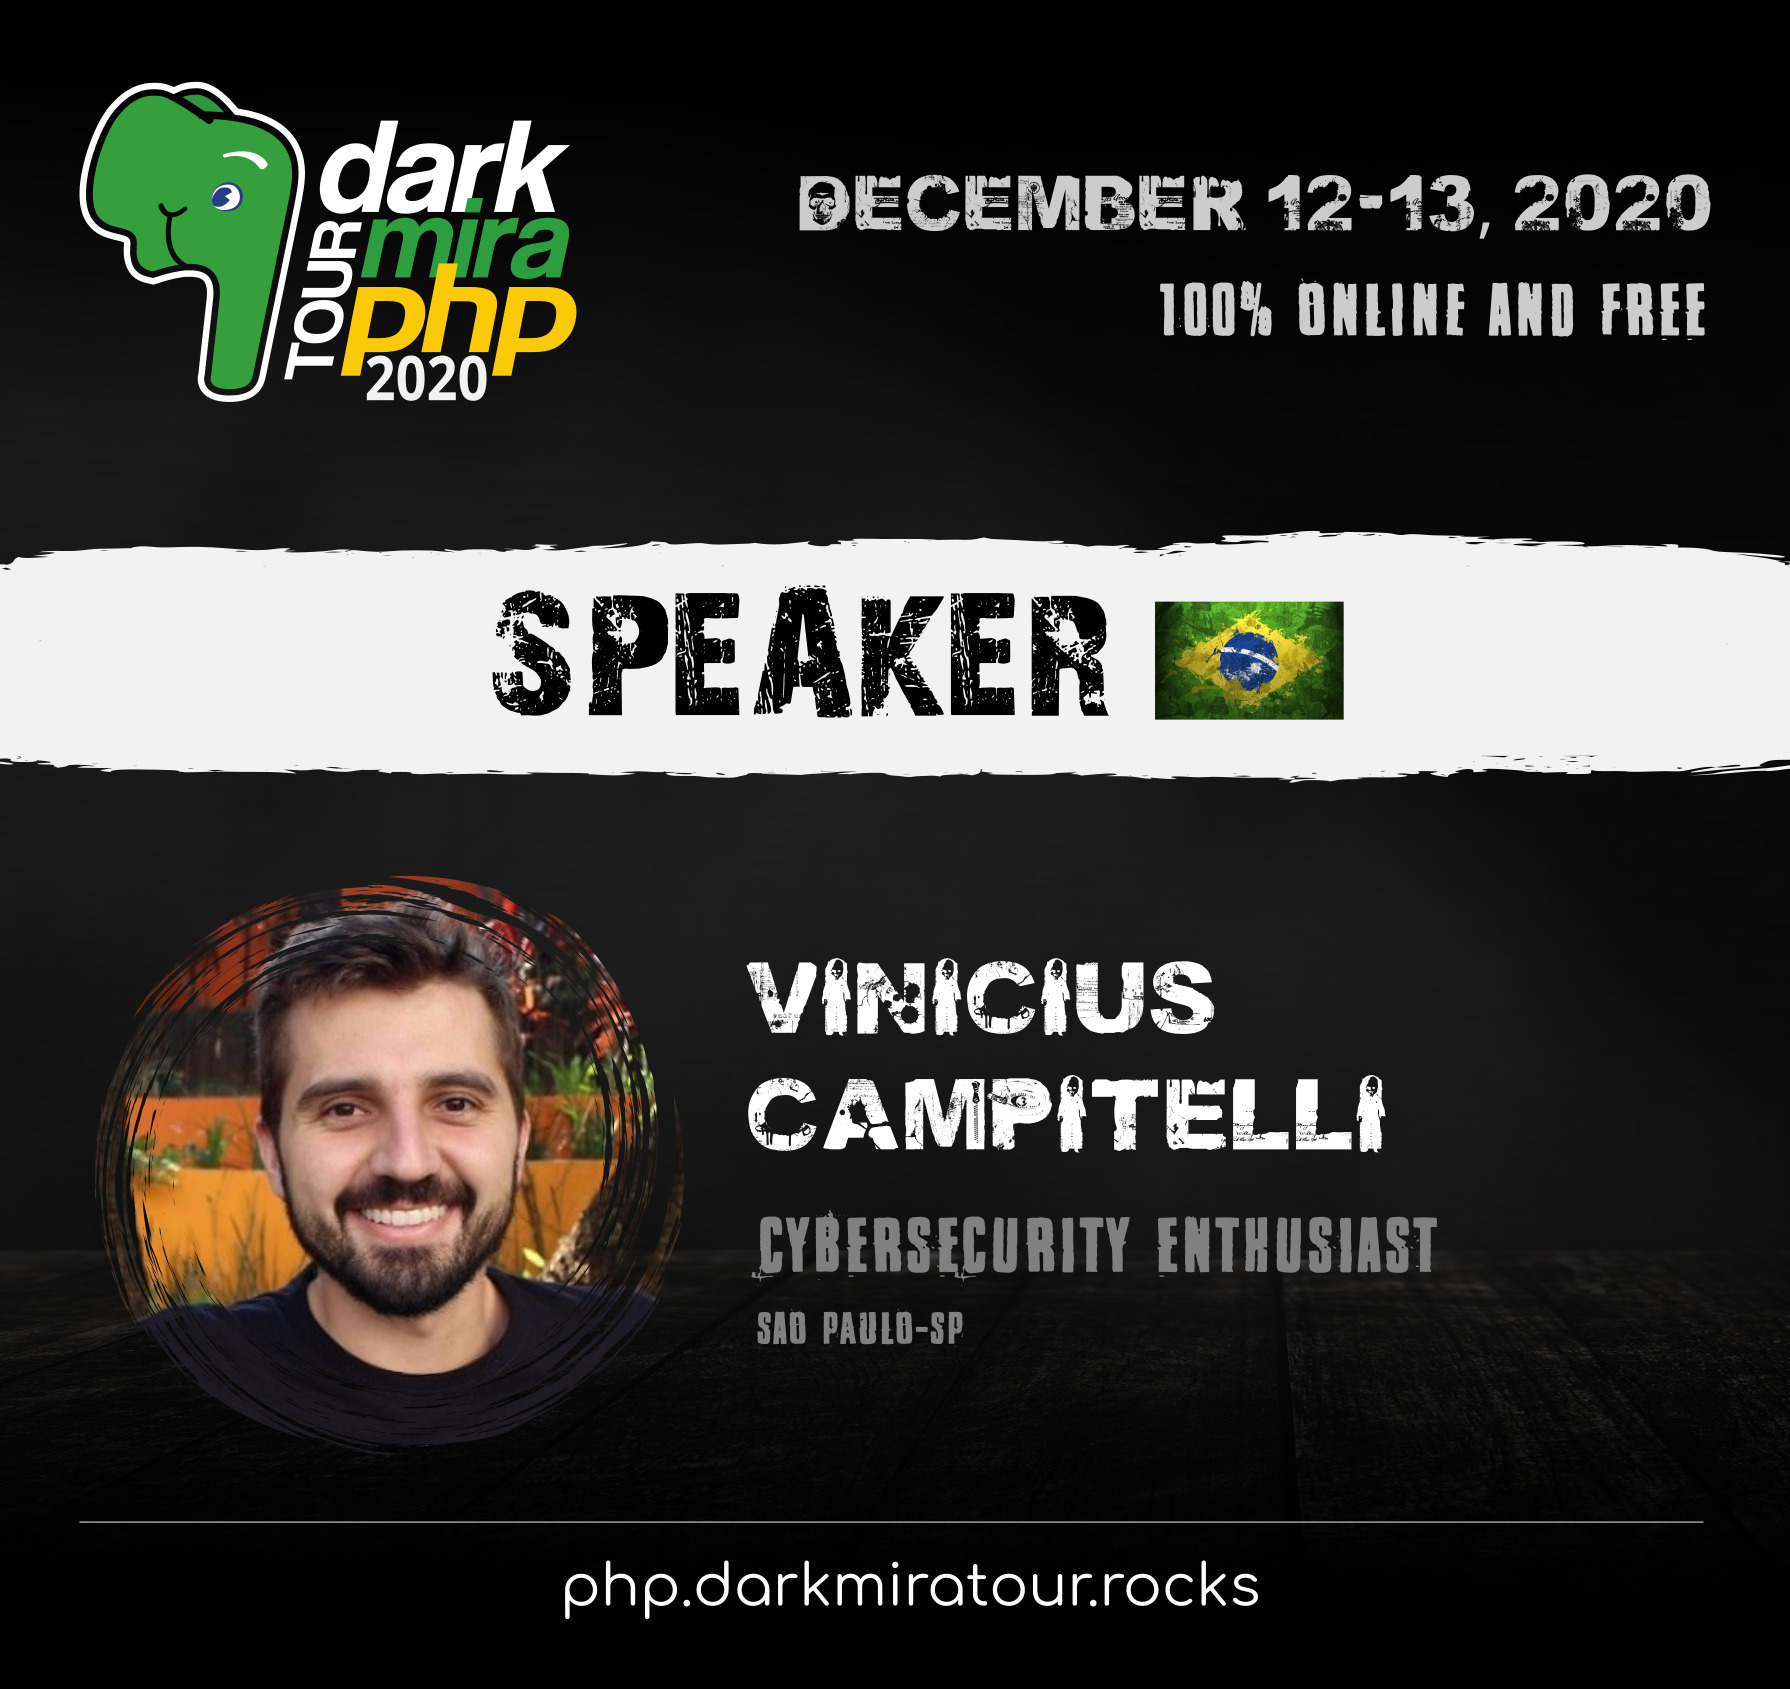 dark
mira
TOUR
php
2020
DECEMBER 12-13, 2020
100% ONLINE AND FREE
SPEAKER
VINICIUS
CAMPITELLI
CYBERSECURITY ENTHUSIAST
SAO PAULO-SP
php.darkmiratour.rocks